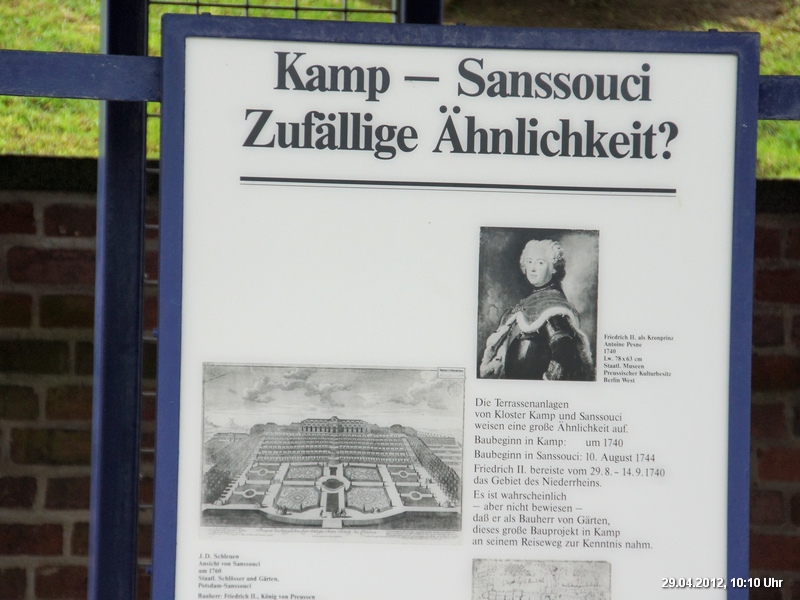 Kamp – Sanssouci
Zufällige Ähnlichkeit?
Friedrich II. als Kronprinz
Antoine Pesne
1740
Lw. 78 x 63 cm
Staatl. Museen
Preussischer Kulturbesitz
Berlin West
Die Terrassenanlagen
von Kloster Kamp und Sanssouci
weisen eine große Ähnlichkeit auf.
Baubeginn in Kamp: um 1740
Baubeginn in Sanssouci: 10. August 1744
Friedrich II. bereiste vom 29.8. – 14.9.1740
das Gebiet des Niederrheins.
Es ist wahrscheinlich
– aber nicht bewiesen –
daß er als Bauherr von Gärten,
dieses große Bauprojekt in Kamp
an seinem Reiseweg zur Kenntnis nahm.
J. D. Schleuen
Ansicht von Sanssouci
um 1760
Staatl. Schlösser und Gärten,
Potsdam-Sanssouci
Bauherr: Friedrich II., König von Preussen
29.04.2012, 10:10 Uhr